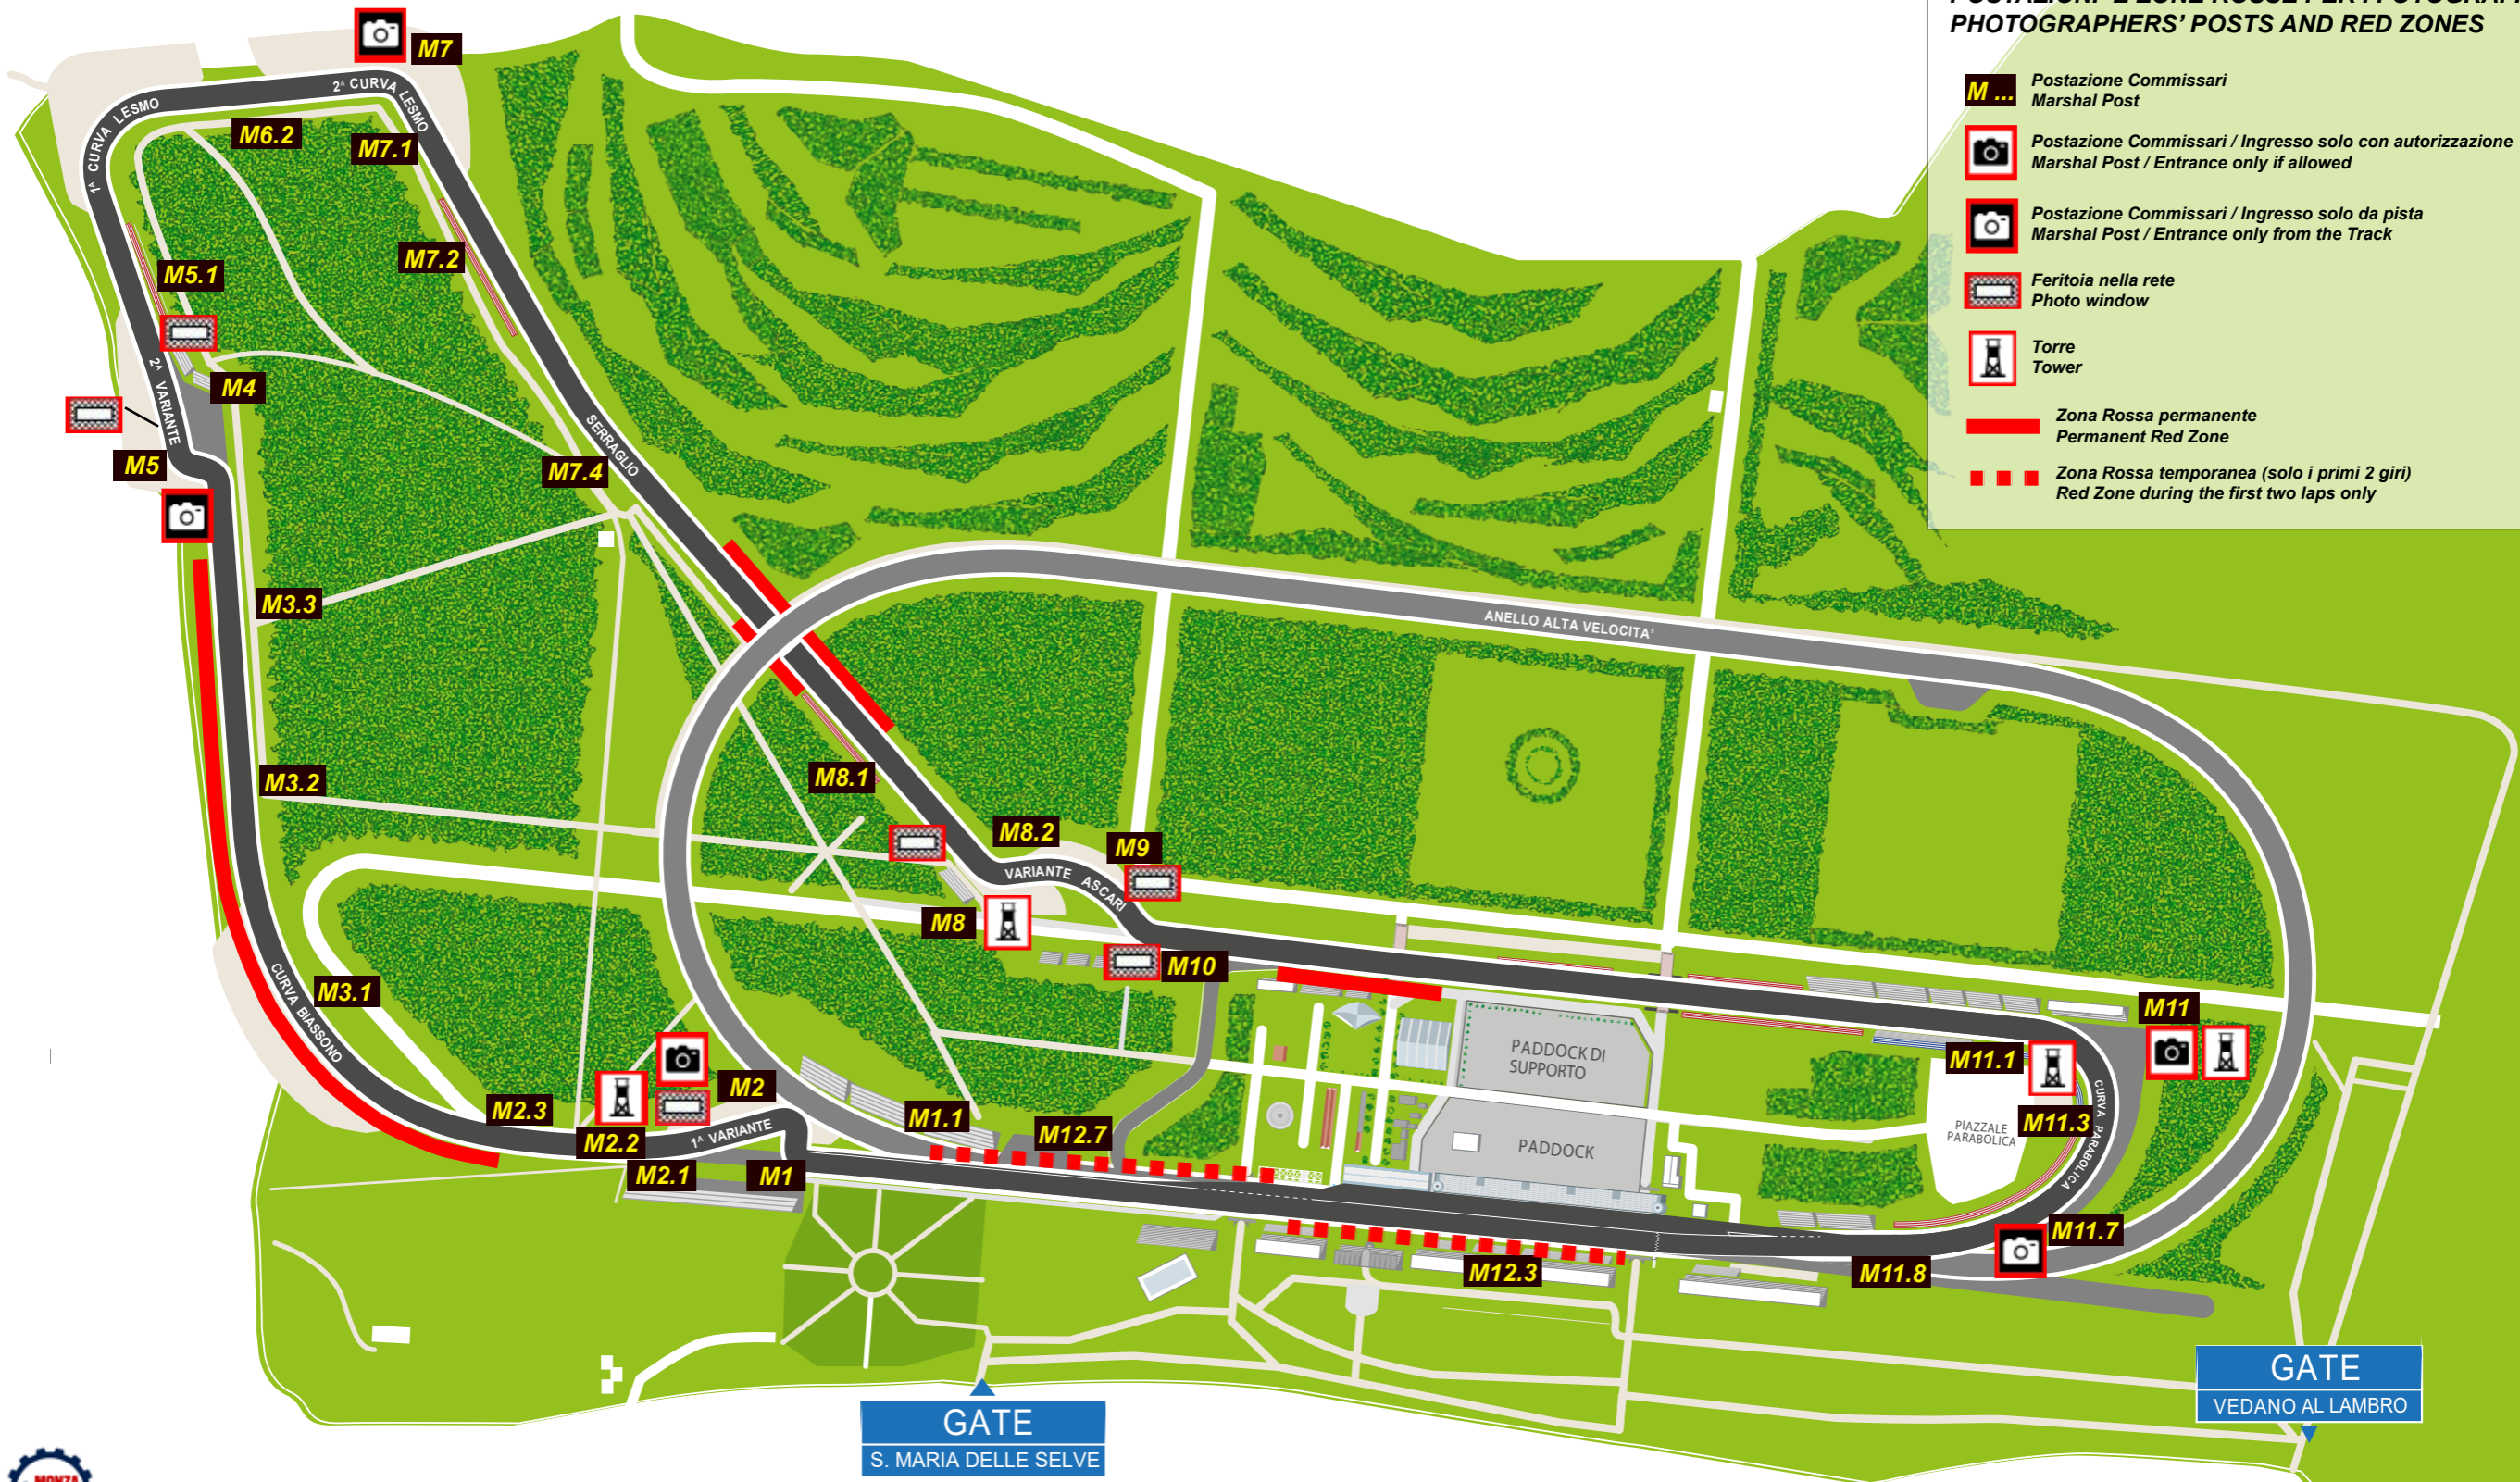 PHOTOGRAPHERS' POSTS AND RED ZONES
M ...
Postazione Commissari
Marshal Post
Postazione Commissari / Ingresso solo con autorizzazione
Marshal Post / Entrance only if allowed
Postazione Commissari / Ingresso solo da pista
Marshal Post / Entrance only from the Track
Feritoia nella rete
Photo window
Torre
Tower
Zona Rossa permanente
Permanent Red Zone
Zona Rossa temporanea (solo i primi 2 giri)
Red Zone during the first two laps only
M7
2ᴬ CURVA LESMO
1ᴬ CURVA LESMO
M6.2
M7.1
M7.2
M5.1
M4
2ᴬ VARIANTE
M5
SERRAGLIO
M7.4
M3.3
ANELLO ALTA VELOCITA'
M3.2
M8.1
M8.2
M9
VARIANTE ASCARI
M8
M10
CURVA BIASSONO
M3.1
M11
PADDOCK DI
SUPPORTO
M11.1
CURVA PARABOLICA
M2
M2.3
M2.2
1ᴬ VARIANTE
M1.1
M12.7
PADDOCK
PIAZZALE
PARABOLICA
M11.3
M2.1
M1
M11.7
M12.3
M11.8
GATE
VEDANO AL LAMBRO
GATE
S. MARIA DELLE SELVE
MONZA